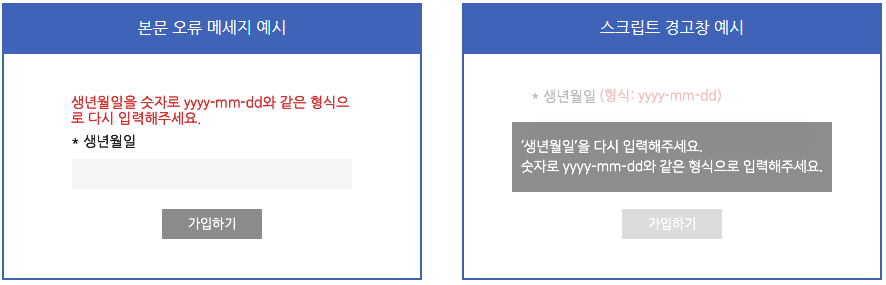 본문 오류 메세지 예시
생년월일을 숫자로 yyyy-mm-dd와 같은 형식으
로 다시 입력해주세요.
* 생년월일
가입하기
스크립트 경고창 예시
* 생년월일 (형식: yyyy-mm-dd)
'생년월일'을 다시 입력해주세요.
숫자로 yyyy-mm-dd와 같은 형식으로 입력해주세요.
가입하기